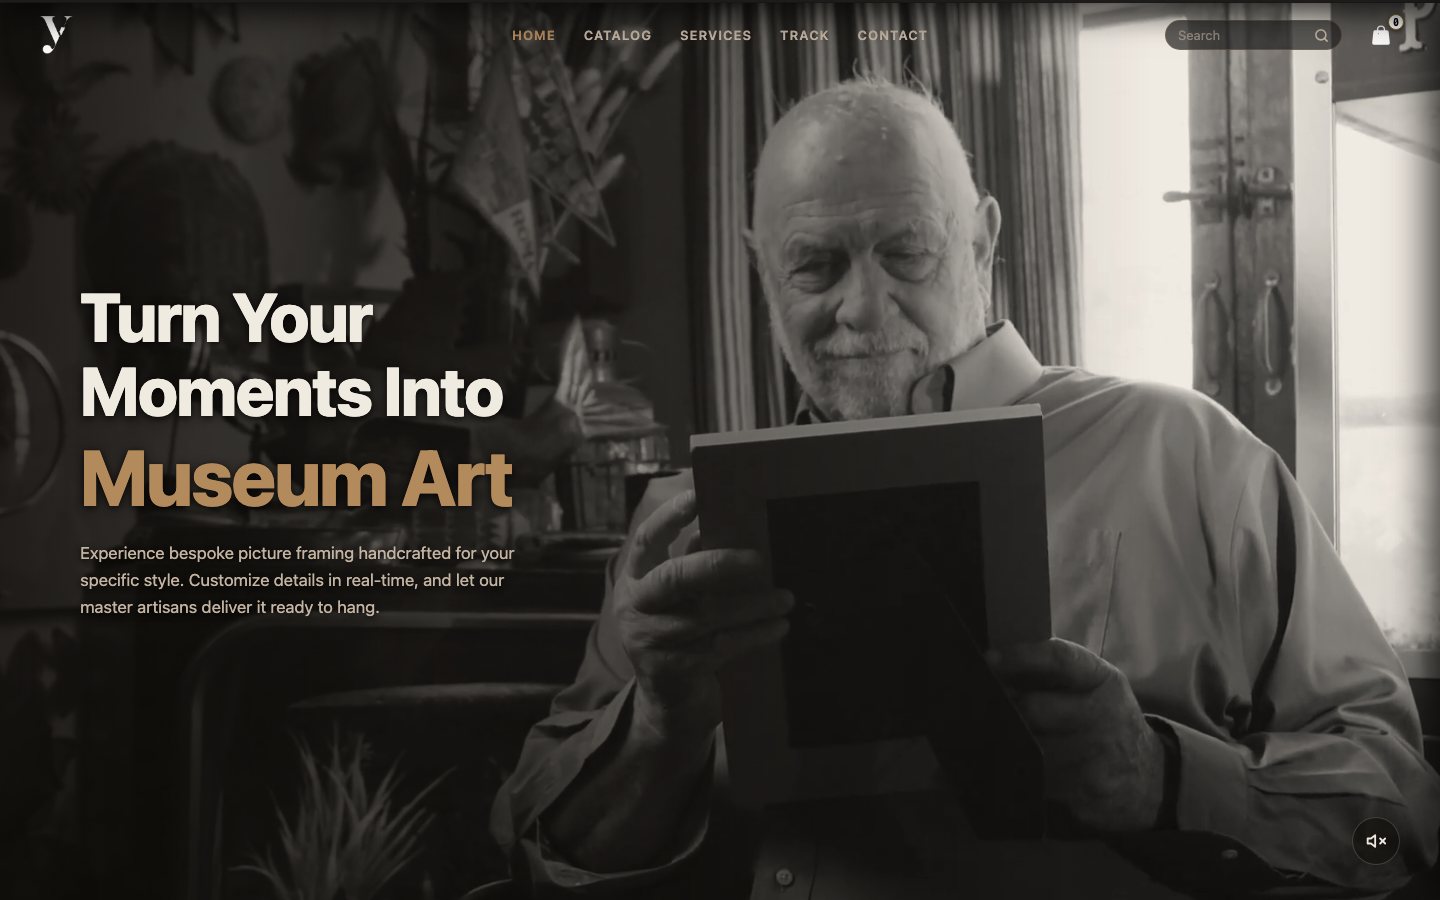 y
HOME CATALOG SERVICES TRACK CONTACT
Search
0
Turn Your
Moments Into
Museum Art
Experience bespoke picture framing handcrafted for your
specific style. Customize details in real-time, and let our
master artisans deliver it ready to hang.